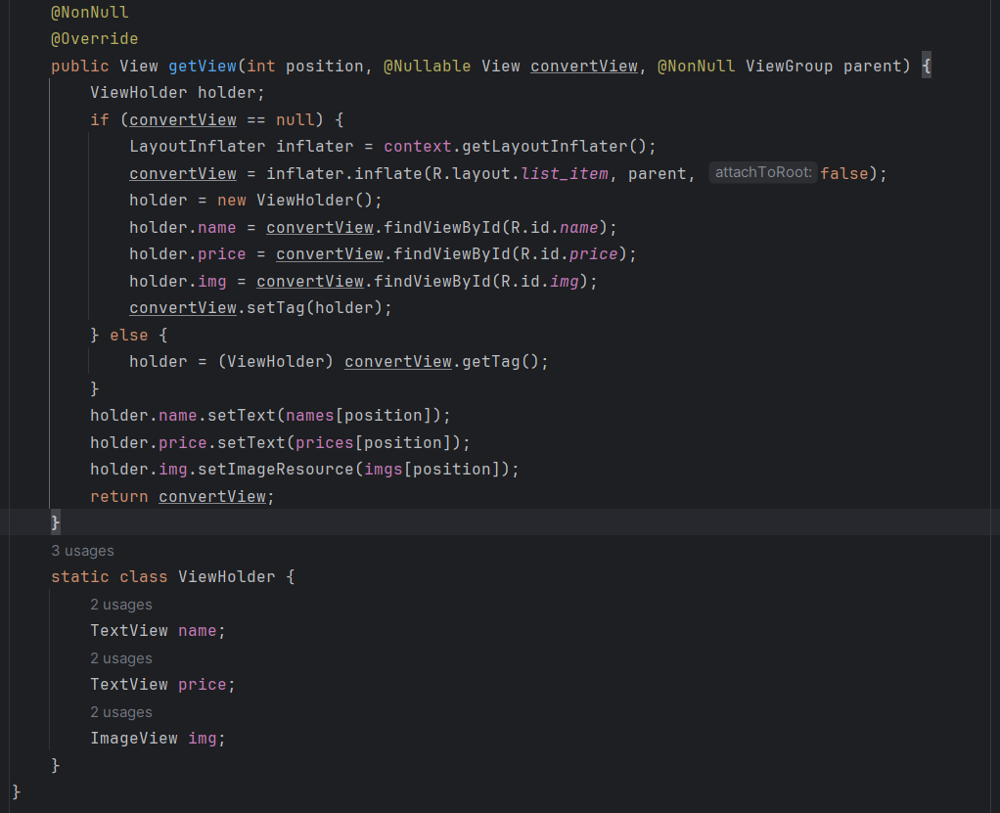 @NonNull
@Override
public View getView(int position, @Nullable View convertView, @NonNull ViewGroup parent) {
    ViewHolder holder;
    if (convertView == null) {
        LayoutInflater inflater = context.getLayoutInflater();
        convertView = inflater.inflate(R.layout.list_item, parent, attachToRoot: false);
        holder = new ViewHolder();
        holder.name = convertView.findViewById(R.id.name);
        holder.price = convertView.findViewById(R.id.price);
        holder.img = convertView.findViewById(R.id.img);
        convertView.setTag(holder);
    } else {
        holder = (ViewHolder) convertView.getTag();
    }
    holder.name.setText(names[position]);
    holder.price.setText(prices[position]);
    holder.img.setImageResource(imgs[position]);
    return convertView;
}
3 usages
static class ViewHolder {
    2 usages
    TextView name;
    2 usages
    TextView price;
    2 usages
    ImageView img;
}
}